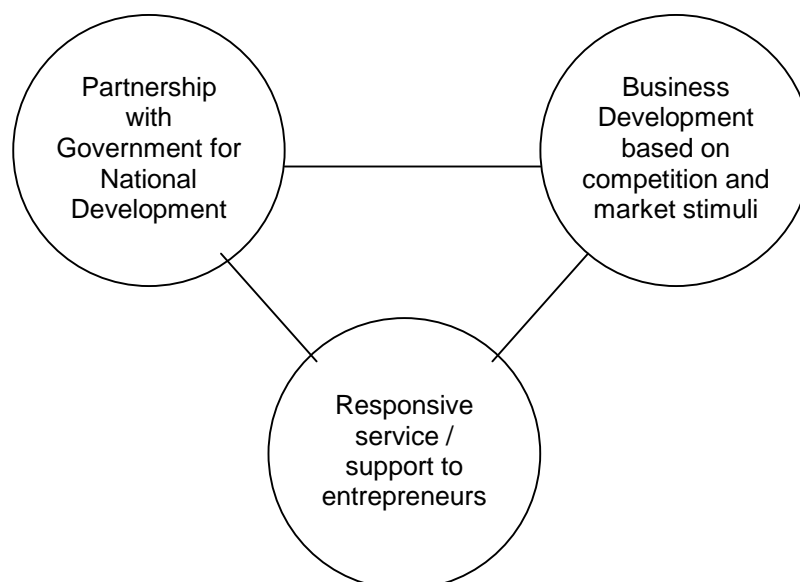 Partnership
with
Government for
National
Development
Business
Development
based on
competition and
market stimuli
Responsive
service /
support to
entrepreneurs